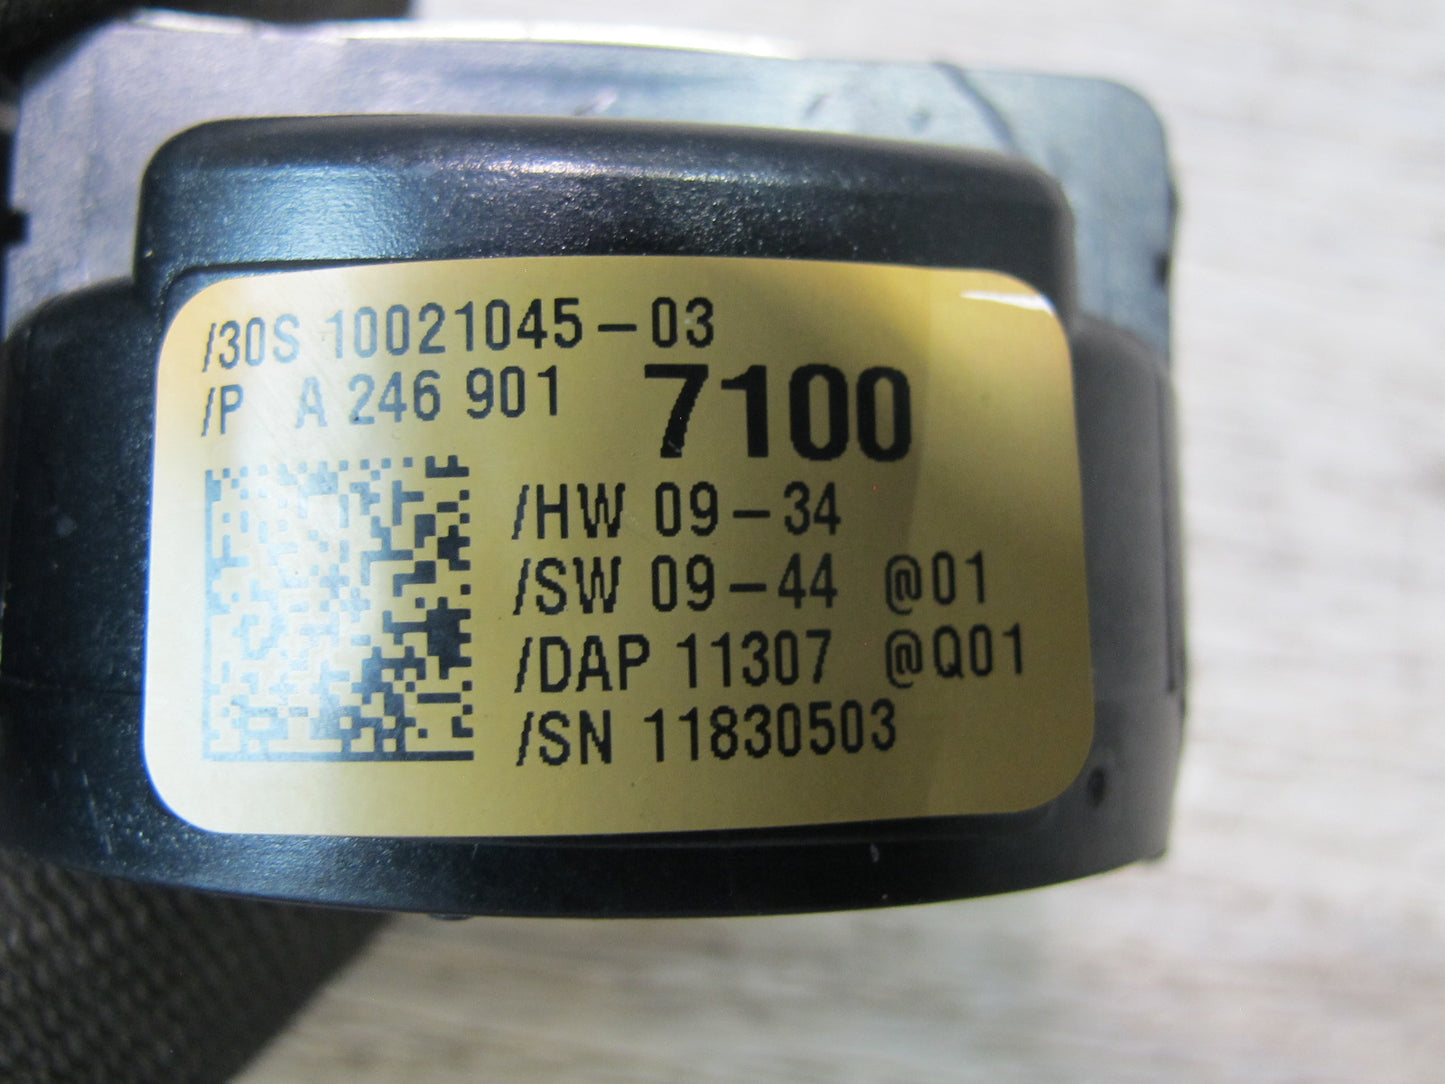 /30S 10021045-03
/P A 246 901 7100
/HW 09-34
/SW 09-44 @01
/DAP 11307 @Q01
/SN 11830503